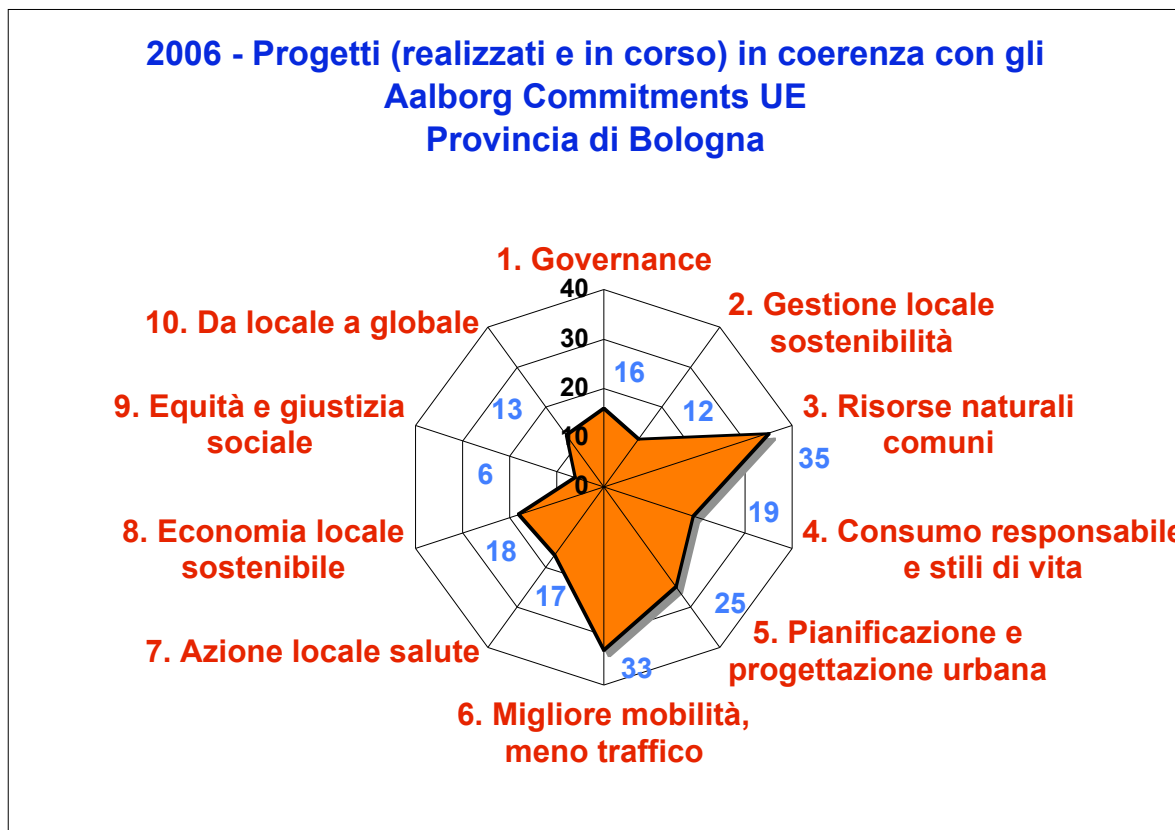 2006 - Progetti (realizzati e in corso) in coerenza con gli
Aalborg Commitments UE
Provincia di Bologna
1. Governance
2. Gestione locale
sostenibilità
3. Risorse naturali
comuni
4. Consumo responsabile
e stili di vita
5. Pianificazione e
progettazione urbana
6. Migliore mobilità,
meno traffico
7. Azione locale salute
8. Economia locale
sostenibile
9. Equità e giustizia
sociale
10. Da locale a globale
40
30
20
10
0
16
12
35
19
25
33
17
18
6
13